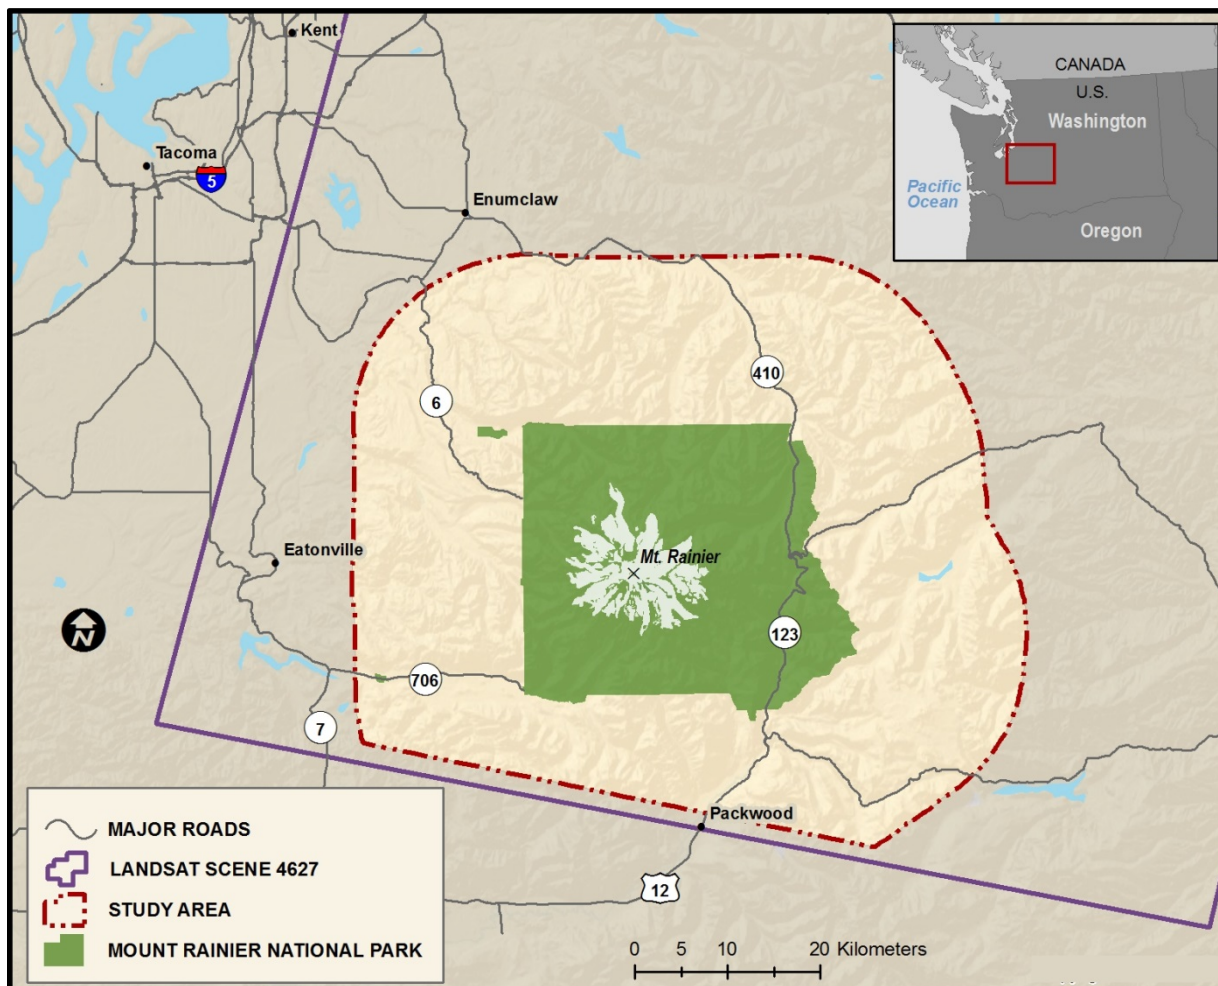 Kent
CANADA
U.S.
Washington
Tacoma
5
Enumclaw
Pacific
Ocean
Oregon
410
6
Mt. Rainier
Eatonville
N
123
706
7
Packwood
MAJOR ROADS
LANDSAT SCENE 4627
12
STUDY AREA
MOUNT RAINIER NATIONAL PARK
0 5 10 20 Kilometers